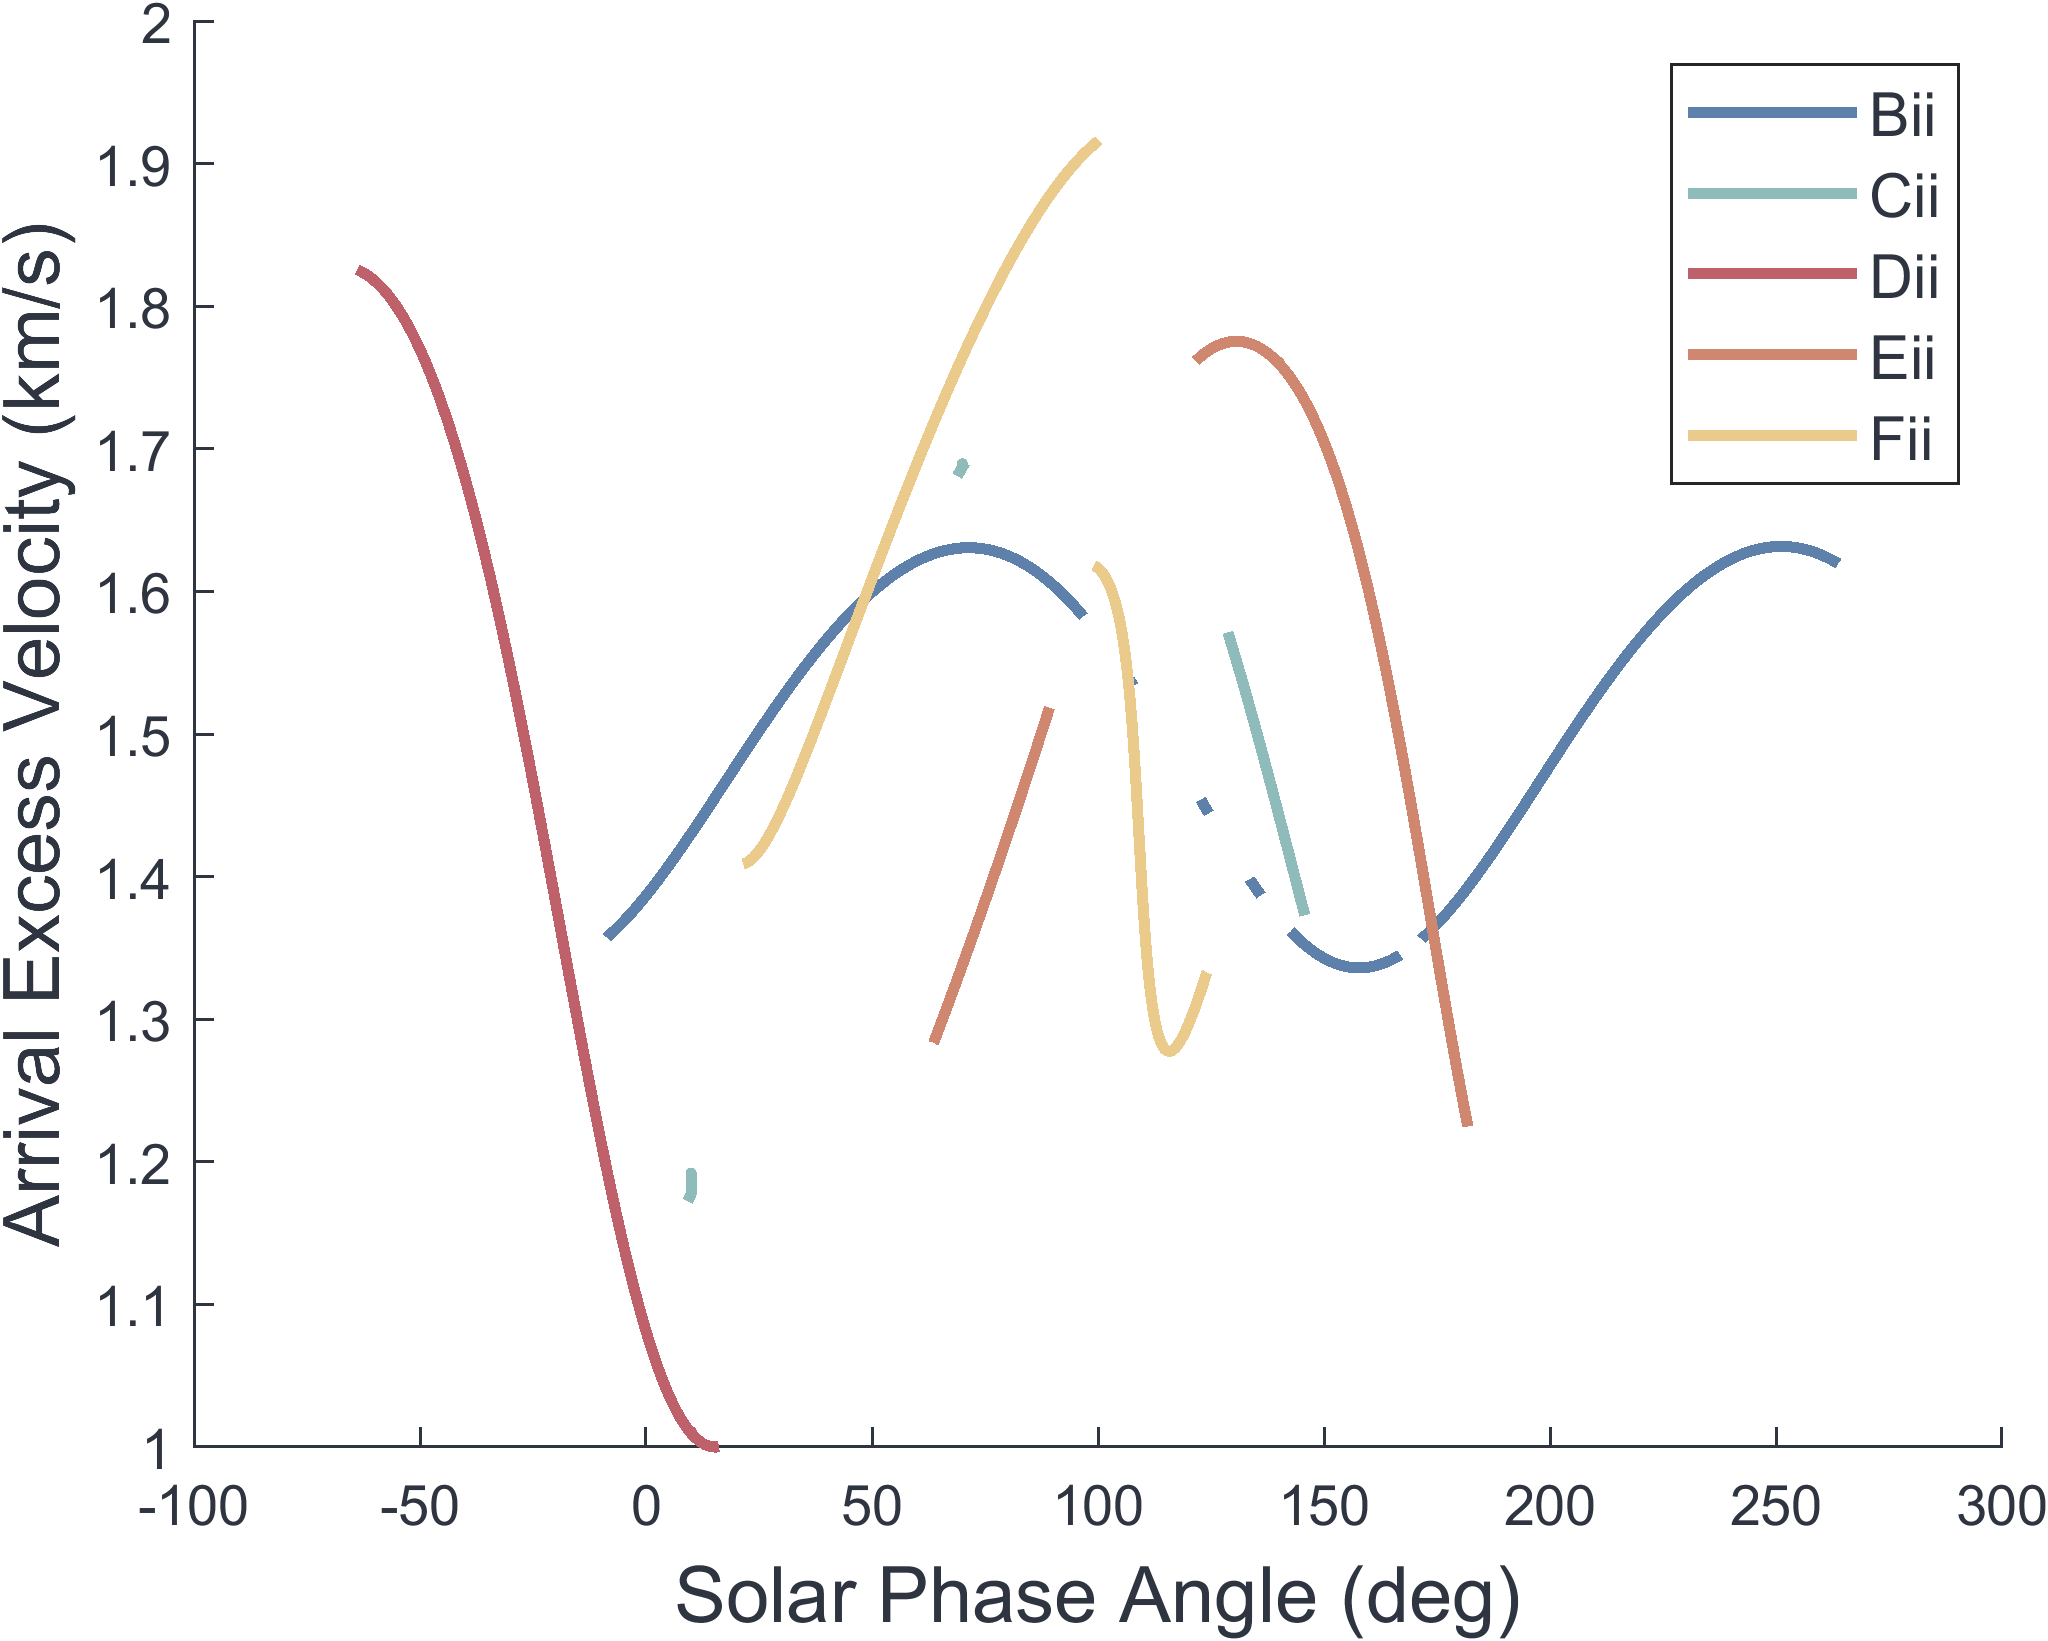 2
1.9
1.8
1.7
1.6
1.5
1.4
1.3
1.2
1.1
1
Arrival Excess Velocity (km/s)
Bii
Cii
Dii
Eii
Fii
-100 -50 0 50 100 150 200 250 300
Solar Phase Angle (deg)